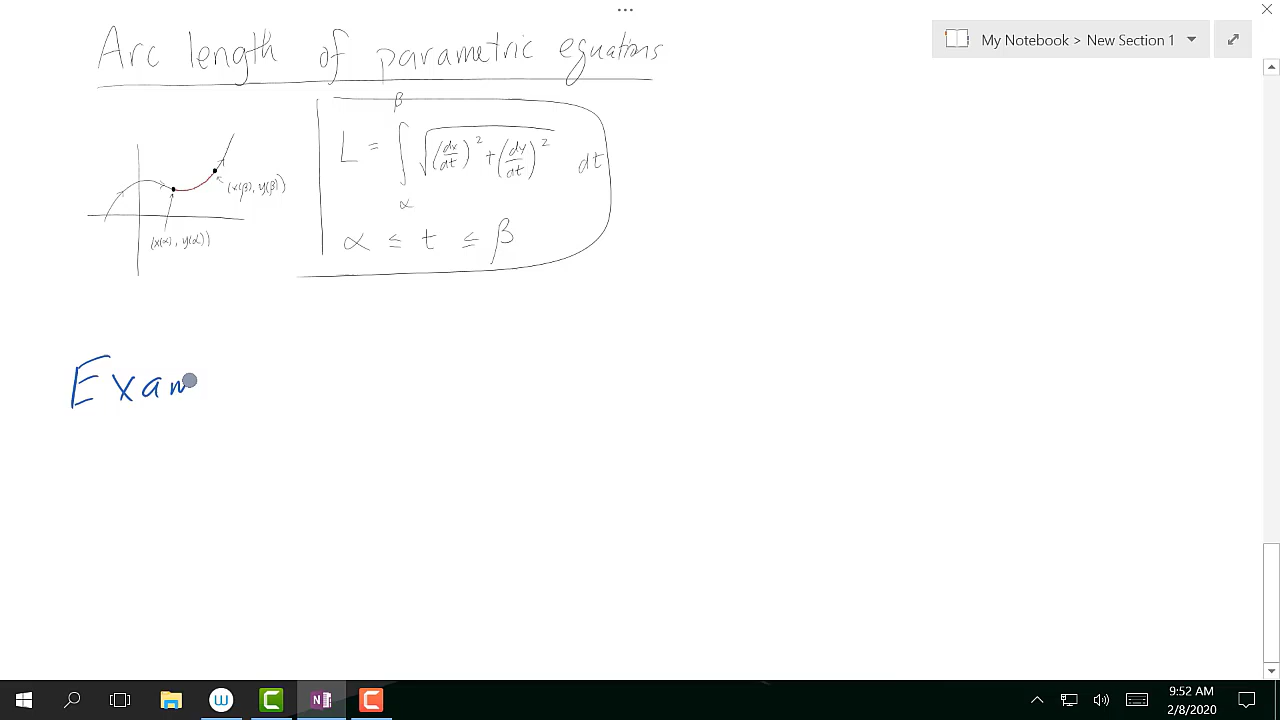 ...
My Notebook > New Section 1
Arc length of parametric equations
L = ∫_α^β √((dx/dt)² + (dy/dt)²) dt
α ≤ t ≤ β
(x(β), y(β))
(x(α), y(α))
Exam
9:52 AM
2/8/2020
W
C
N
C